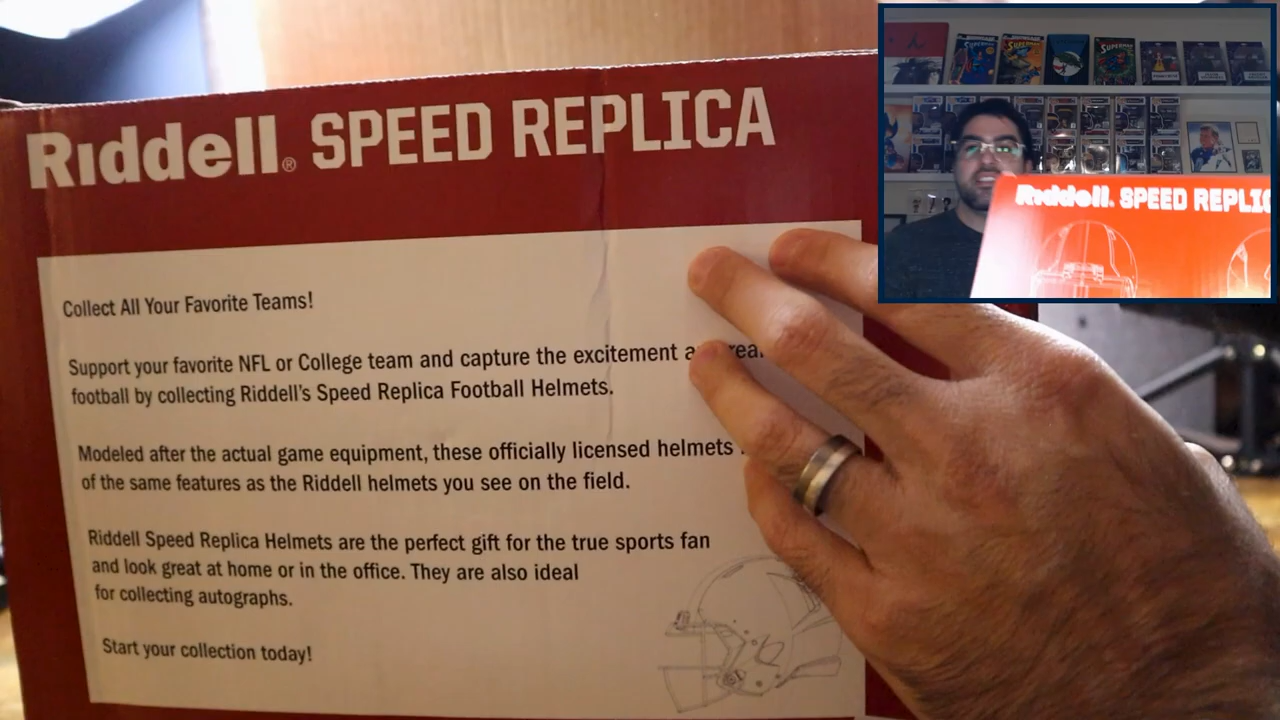 Riddell® SPEED REPLICA
Collect All Your Favorite Teams!
Support your favorite NFL or College team and capture the excitement
football by collecting Riddell's Speed Replica Football Helmets.
Modeled after the actual game equipment, these officially licensed helmets
of the same features as the Riddell helmets you see on the field.
Riddell Speed Replica Helmets are the perfect gift for the true sports fan
and look great at home or in the office. They are also ideal
for collecting autographs.
Start your collection today!
SUPERMAN
SUPERMAN
SUPERMAN
Riddell. SPEED